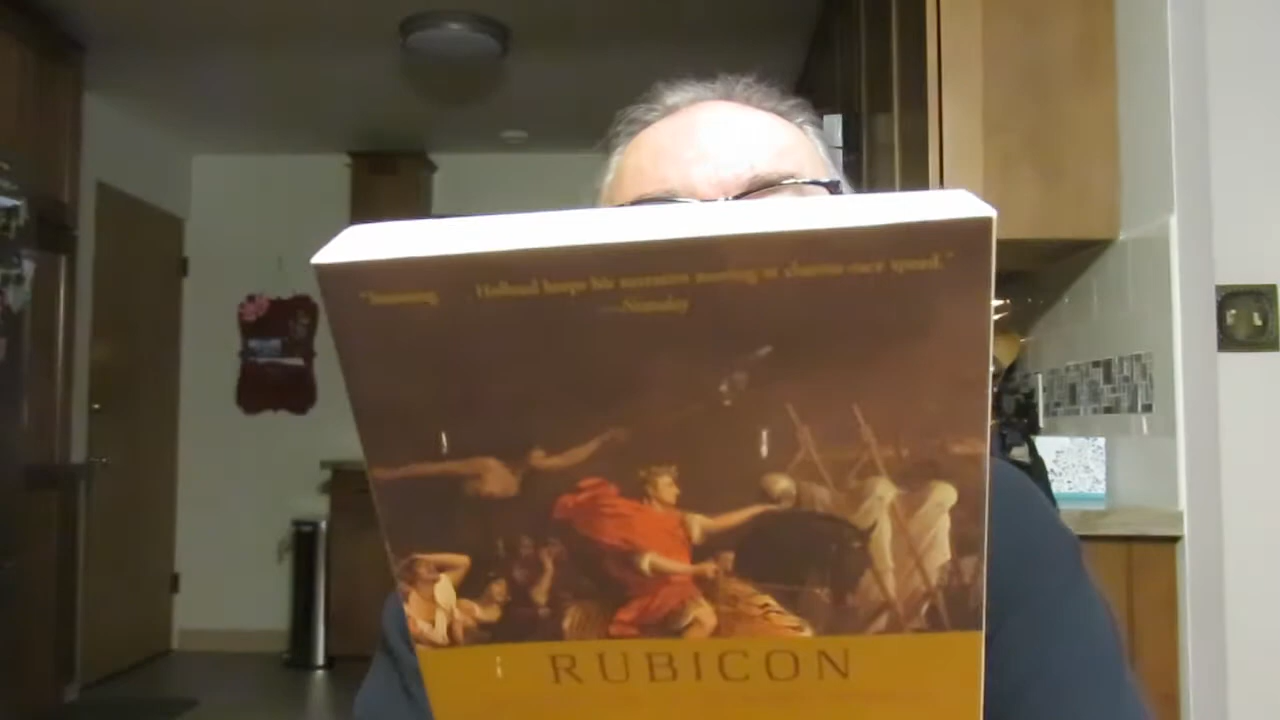 "Stunning. Holland keeps his narrative moving at chariot-race speed."
—Newsday
RUBICON